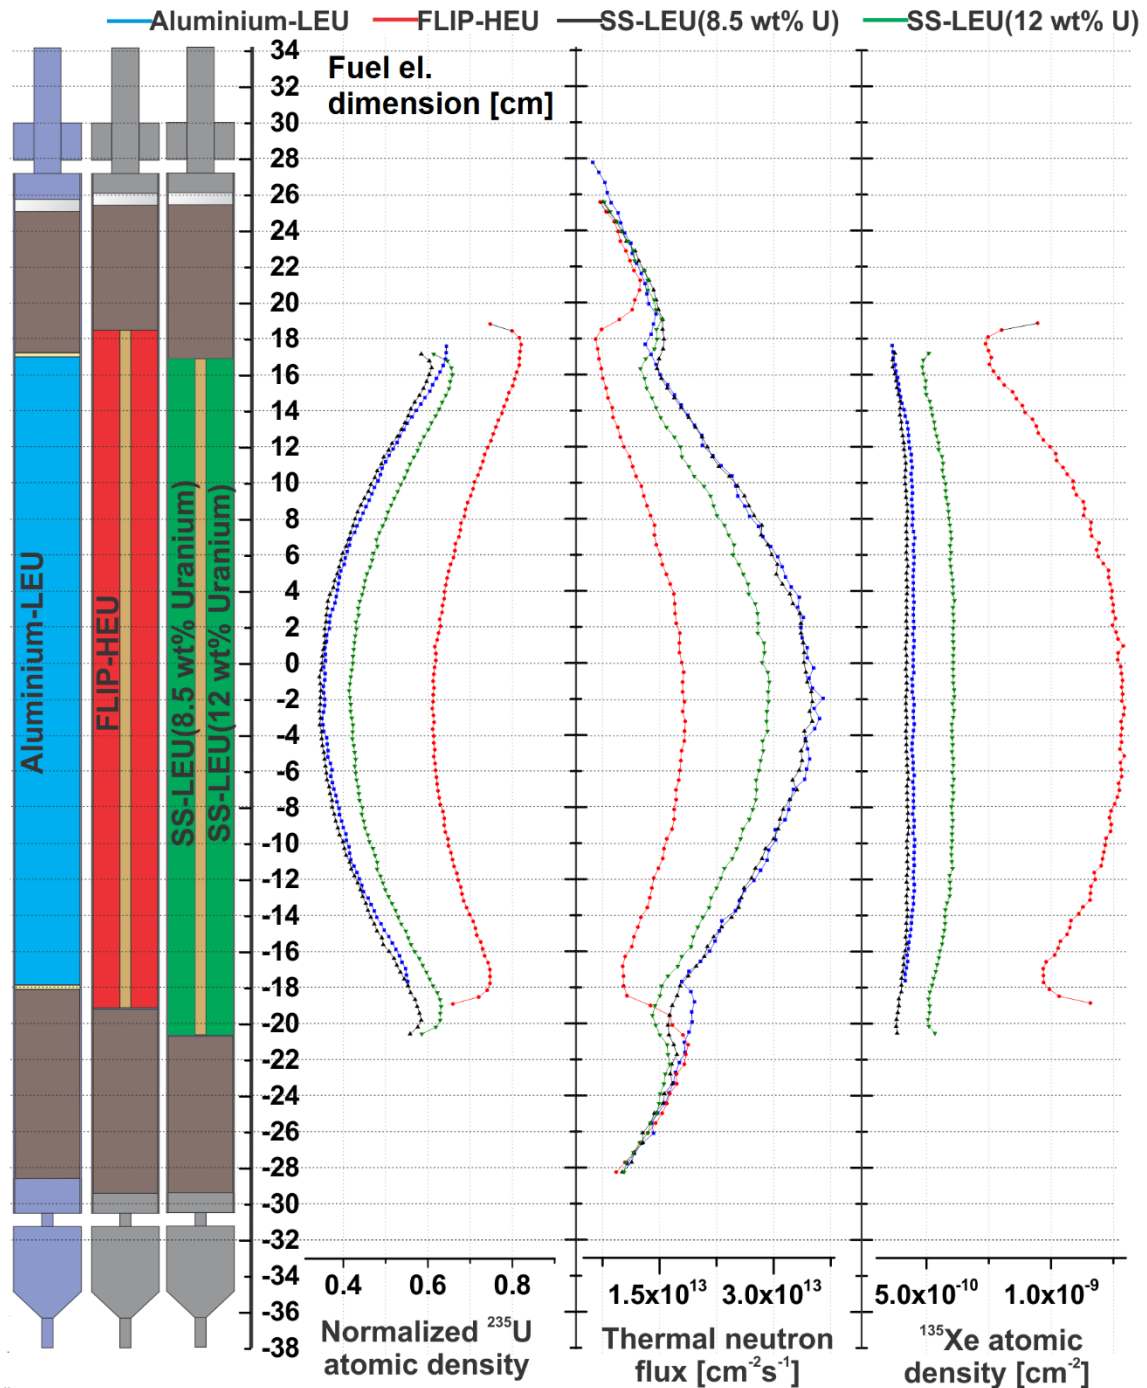 Aluminium-LEU FLIP-HEU SS-LEU(8.5 wt% U) SS-LEU(12 wt% U)
Fuel el.
dimension [cm]
34
32
30
28
26
24
22
20
18
16
14
12
10
8
6
4
2
0
-2
-4
-6
-8
-10
-12
-14
-16
-18
-20
-22
-24
-26
-28
-30
-32
-34
-36
-38
Aluminium-LEU
FLIP-HEU
SS-LEU(8.5 wt% Uranium)
SS-LEU(12 wt% Uranium)
0.4 0.6 0.8
Normalized ²³⁵U
atomic density
1.5x10¹³ 3.0x10¹³
Thermal neutron
flux [cm⁻²s⁻¹]
5.0x10⁻¹⁰ 1.0x10⁻⁹
¹³⁵Xe atomic
density [cm⁻²]